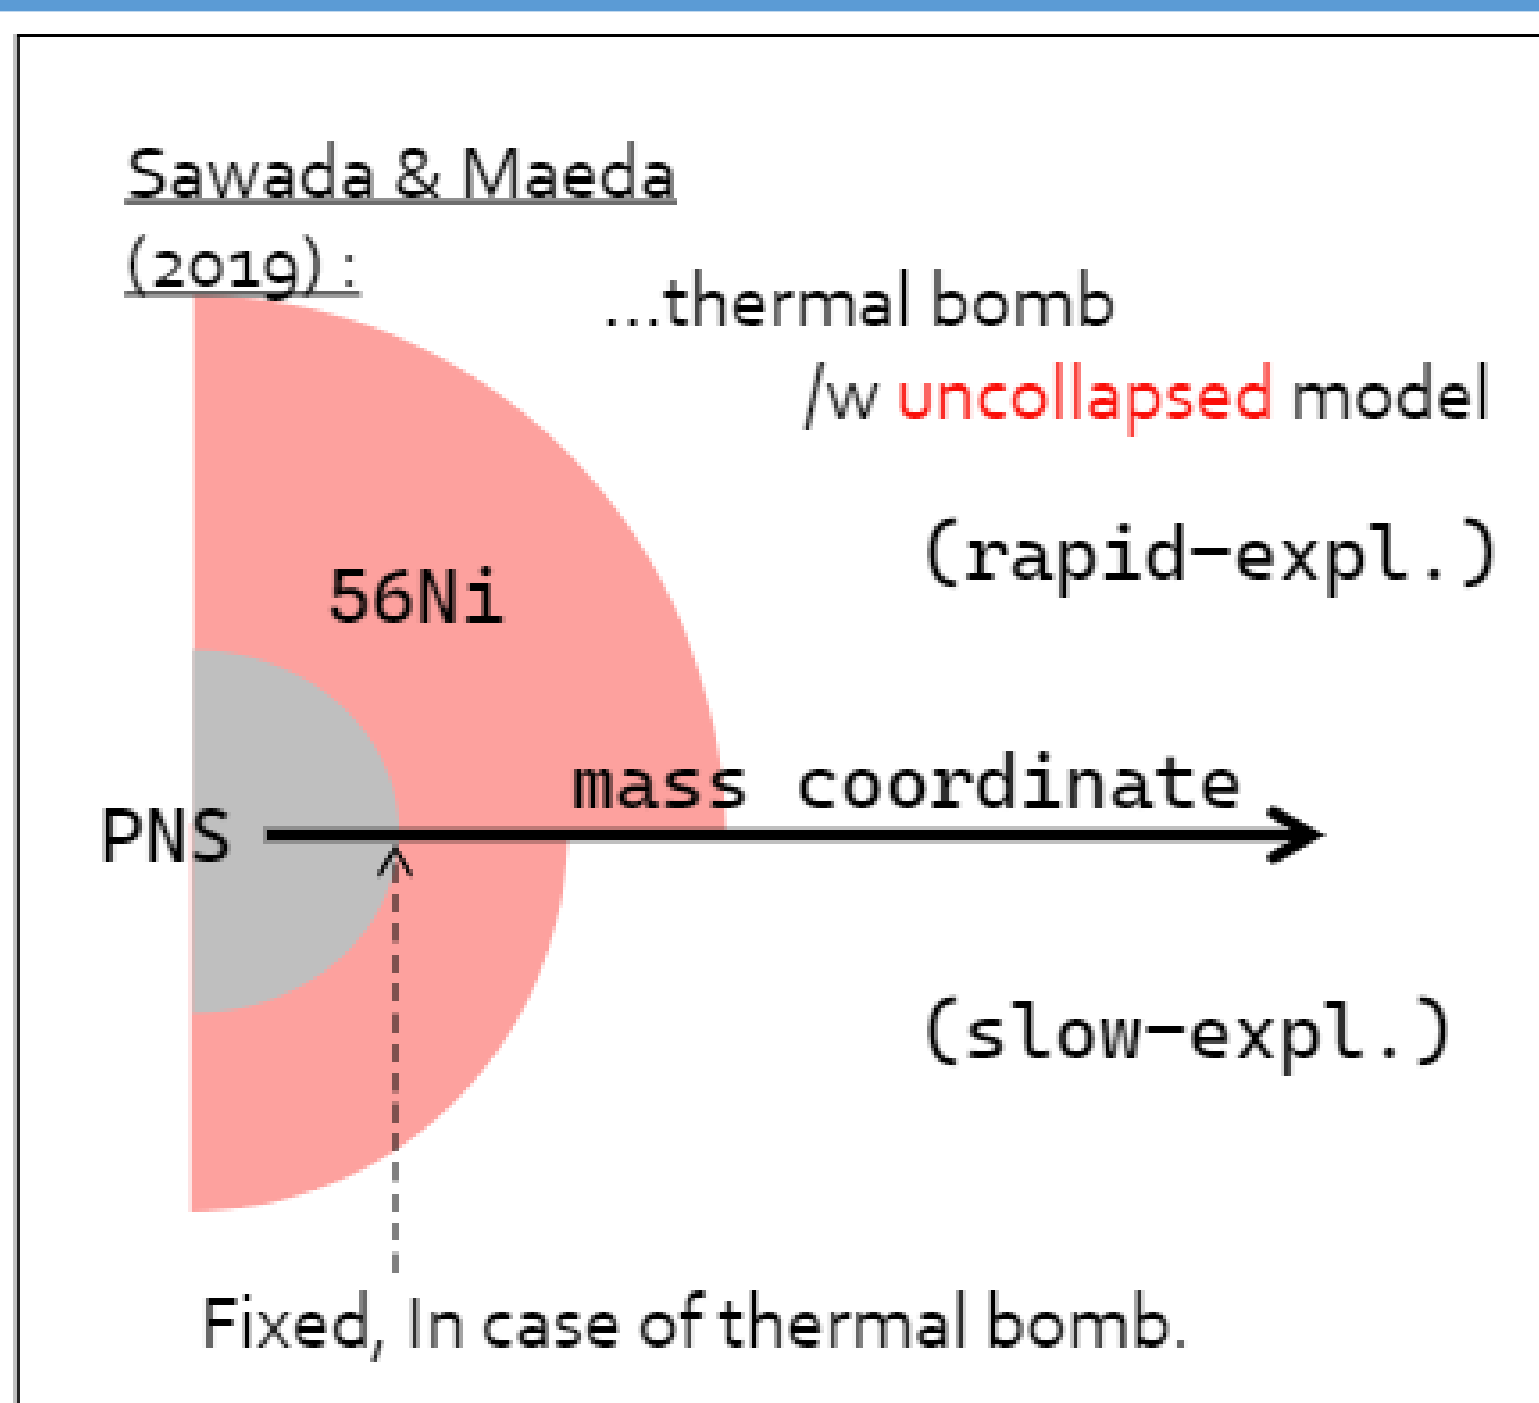 Sawada & Maeda
(2019) :
...thermal bomb
/w uncollapsed model
(rapid-expl.)
56Ni
mass coordinate
PNS
(slow-expl.)
Fixed, In case of thermal bomb.